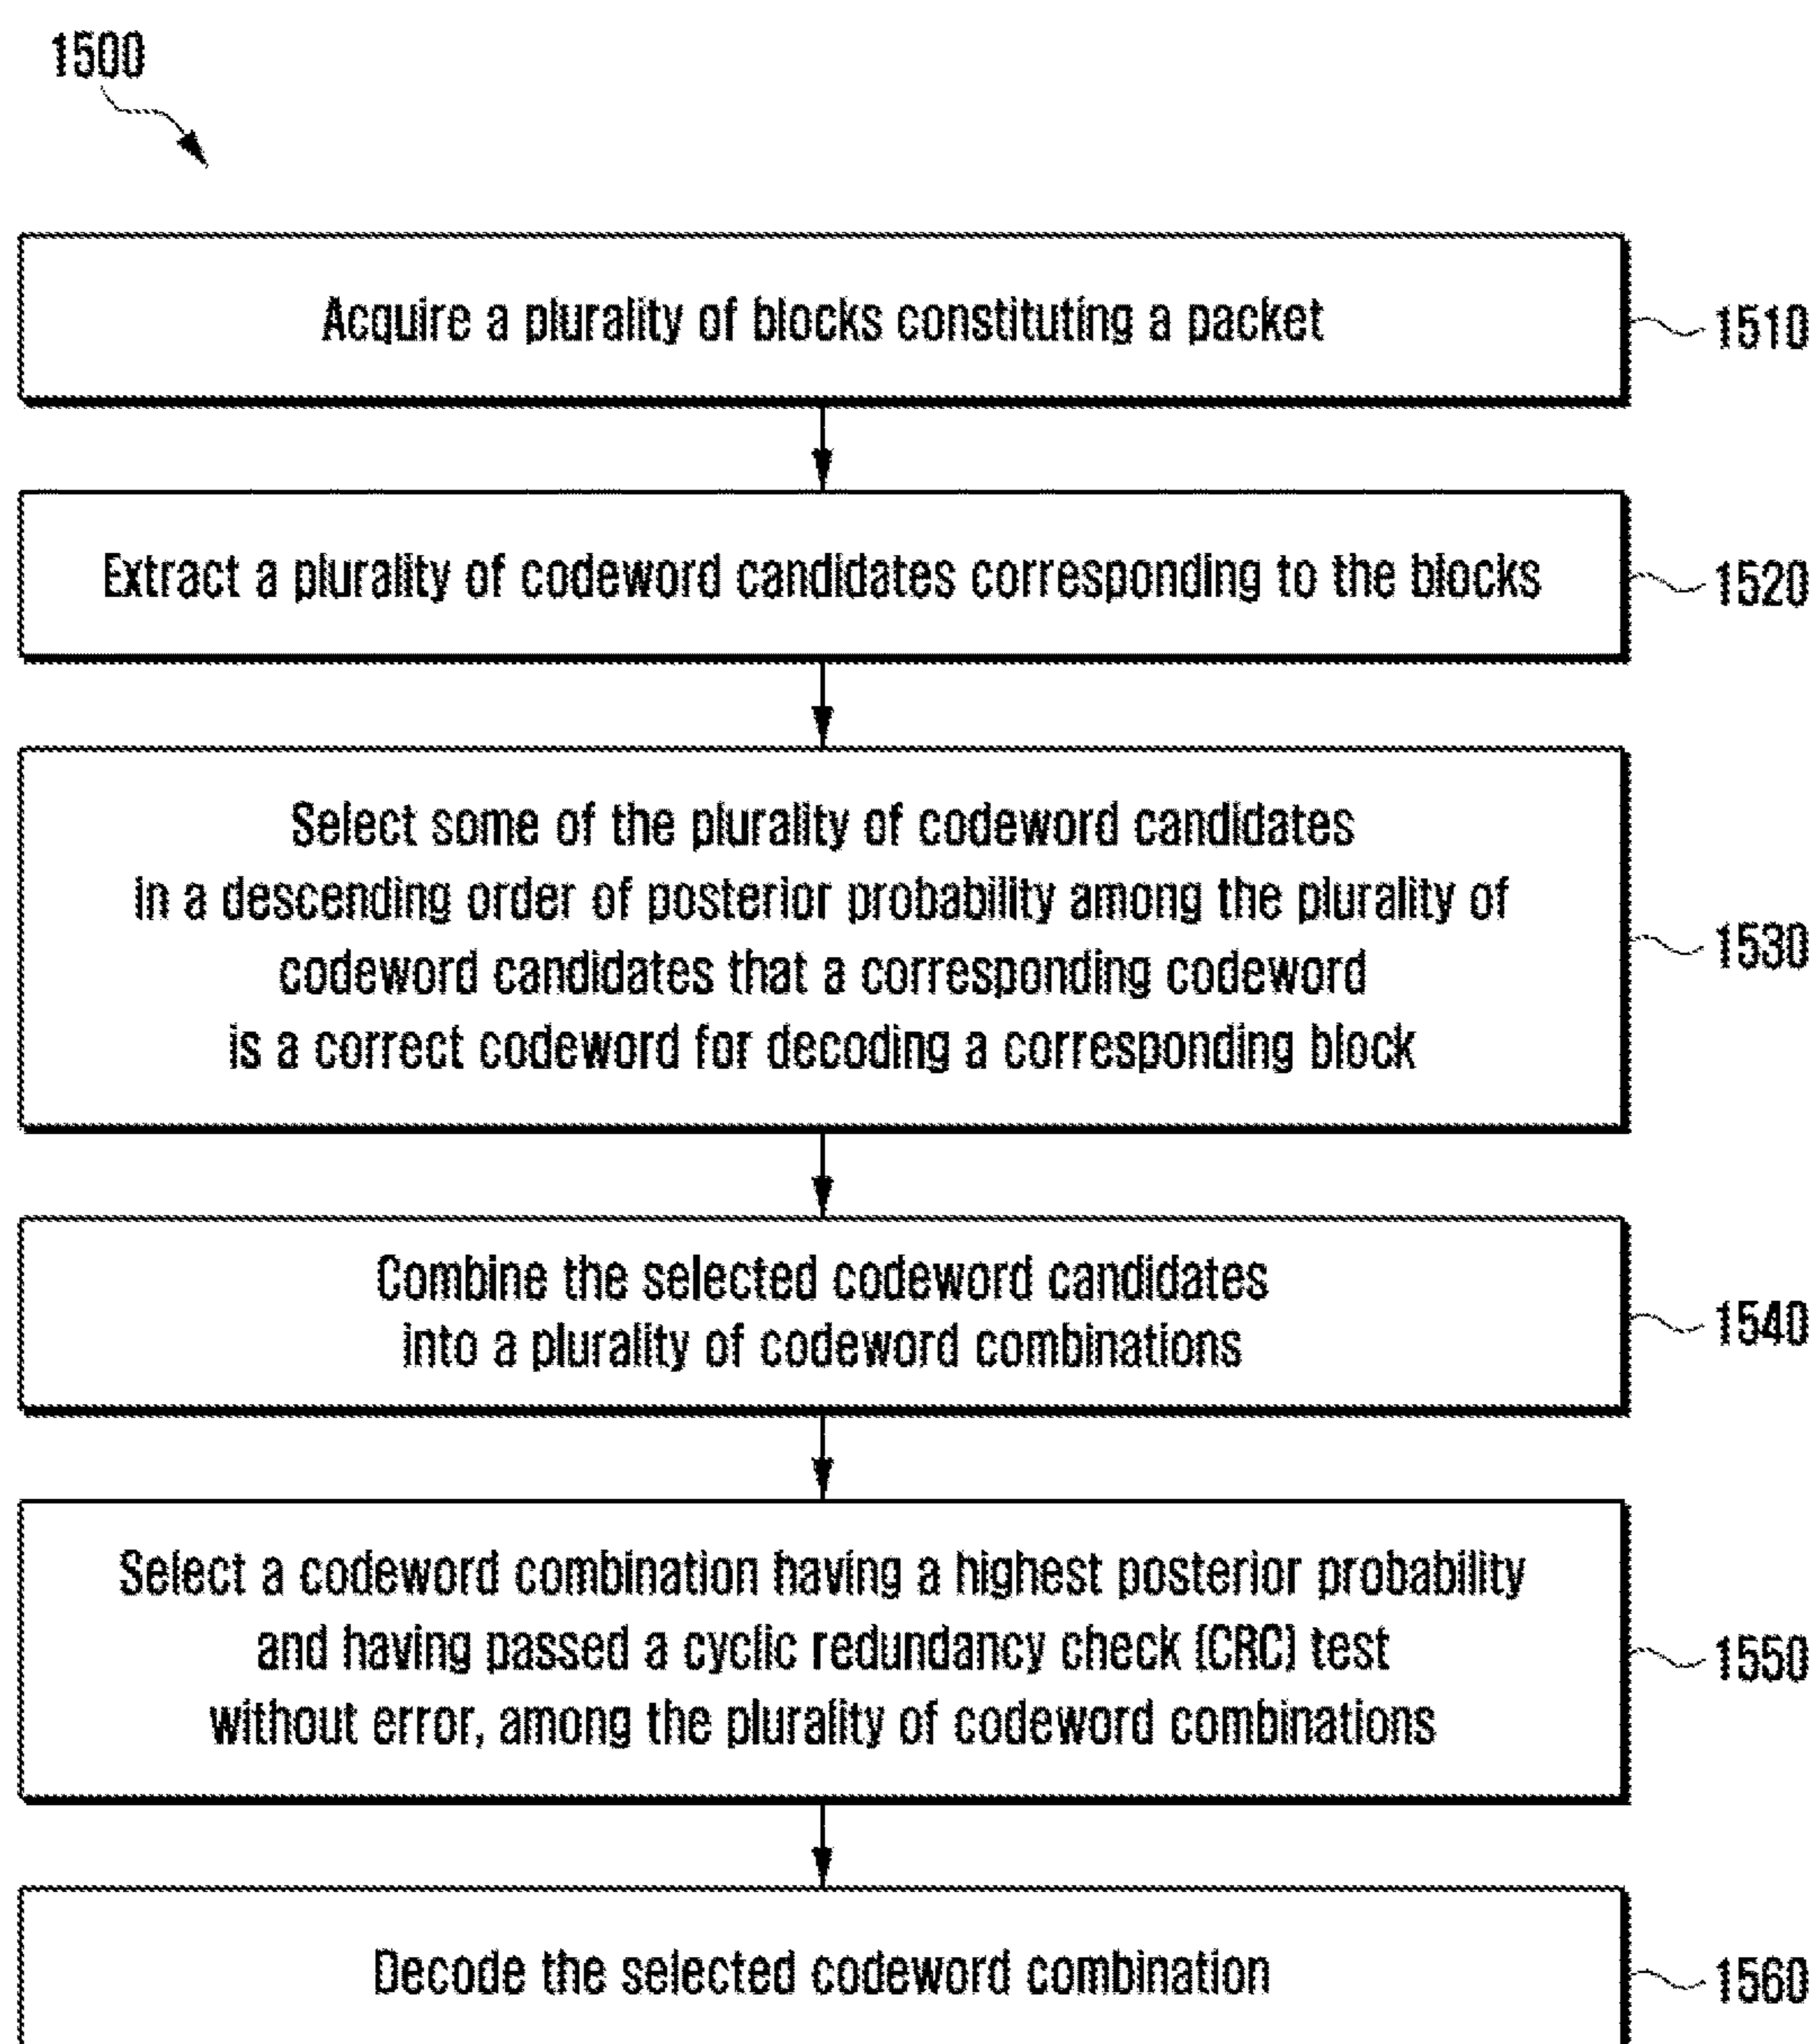 1500
Acquire a plurality of blocks constituting a packet
1510
Extract a plurality of codeword candidates corresponding to the blocks
1520
Select some of the plurality of codeword candidates
in a descending order of posterior probability among the plurality of
codeword candidates that a corresponding codeword
is a correct codeword for decoding a corresponding block
1530
Combine the selected codeword candidates
into a plurality of codeword combinations
1540
Select a codeword combination having a highest posterior probability
and having passed a cyclic redundancy check (CRC) test
without error, among the plurality of codeword combinations
1550
Decode the selected codeword combination
1560